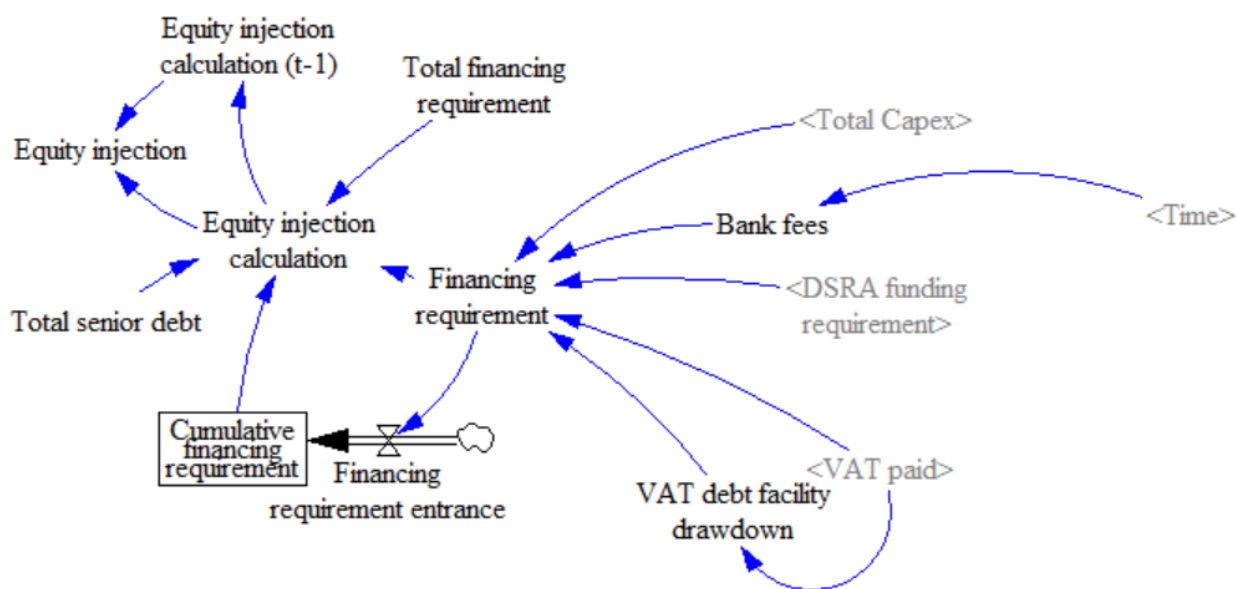 Equity injection
calculation (t-1)
Total financing
requirement
<Total Capex>
Equity injection
<Time>
Bank fees
Equity injection
calculation
Financing
requirement
<DSRA funding
requirement>
Total senior debt
Cumulative
financing
requirement
Financing
requirement entrance
<VAT paid>
VAT debt facility
drawdown